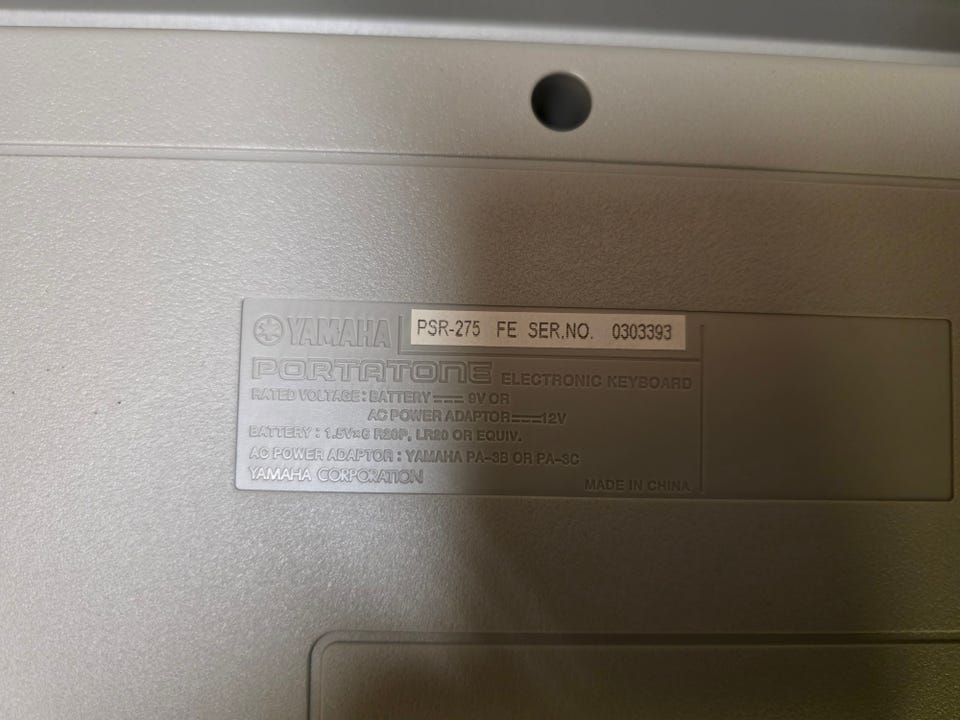 YAMAHA PSR-275 FE SER.NO. 0303393
PORTATONE ELECTRONIC KEYBOARD
RATED VOLTAGE : BATTERY 9V OR
AC POWER ADAPTOR 12V
BATTERY : 1.5V×6 R20P, LR20 OR EQUIV.
AC POWER ADAPTOR : YAMAHA PA-3B OR PA-3C
YAMAHA CORPORATION MADE IN CHINA